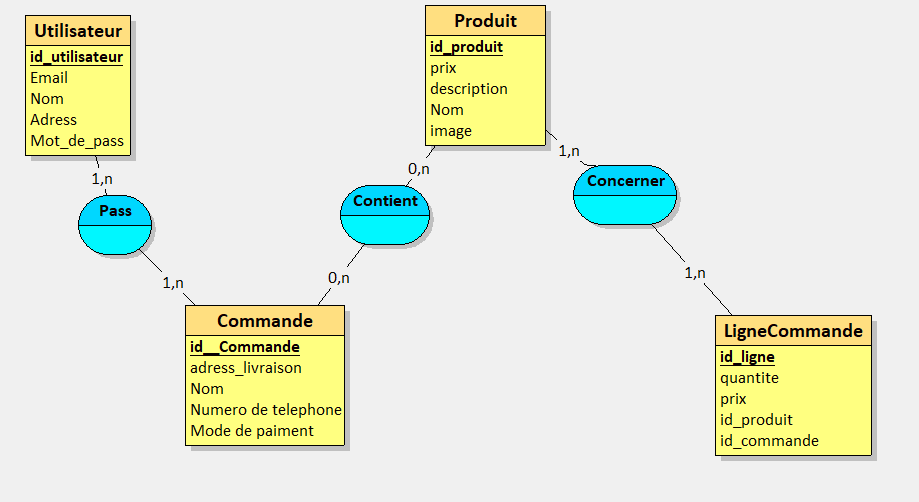 Utilisateur
id_utilisateur
Email
Nom
Adress
Mot_de_pass
Produit
id_produit
prix
description
Nom
image
1,n
Pass
1,n
0,n
Contient
0,n
1,n
Concerner
1,n
Commande
id__Commande
adress_livraison
Nom
Numero de telephone
Mode de paiment
LigneCommande
id_ligne
quantite
prix
id_produit
id_commande